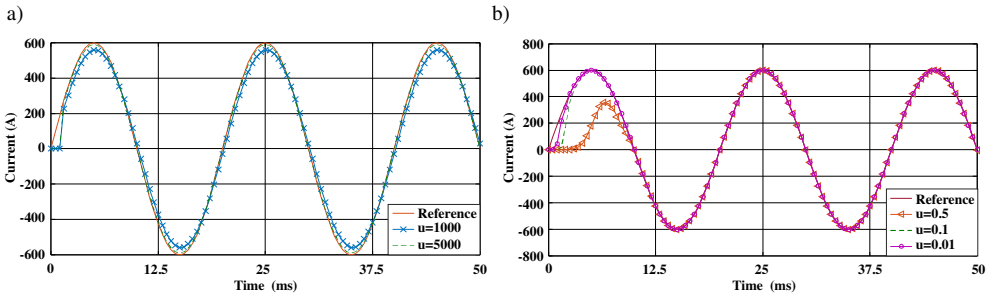 a)
600
400
200
0
-200
-400
-600
Current (A)
0
12.5
25
37.5
50
Time (ms)
Reference
u=1000
u=5000
b)
800
600
400
200
0
-200
-400
-600
-800
Current (A)
0
12.5
25
37.5
50
Time (ms)
Reference
u=0.5
u=0.1
u=0.01